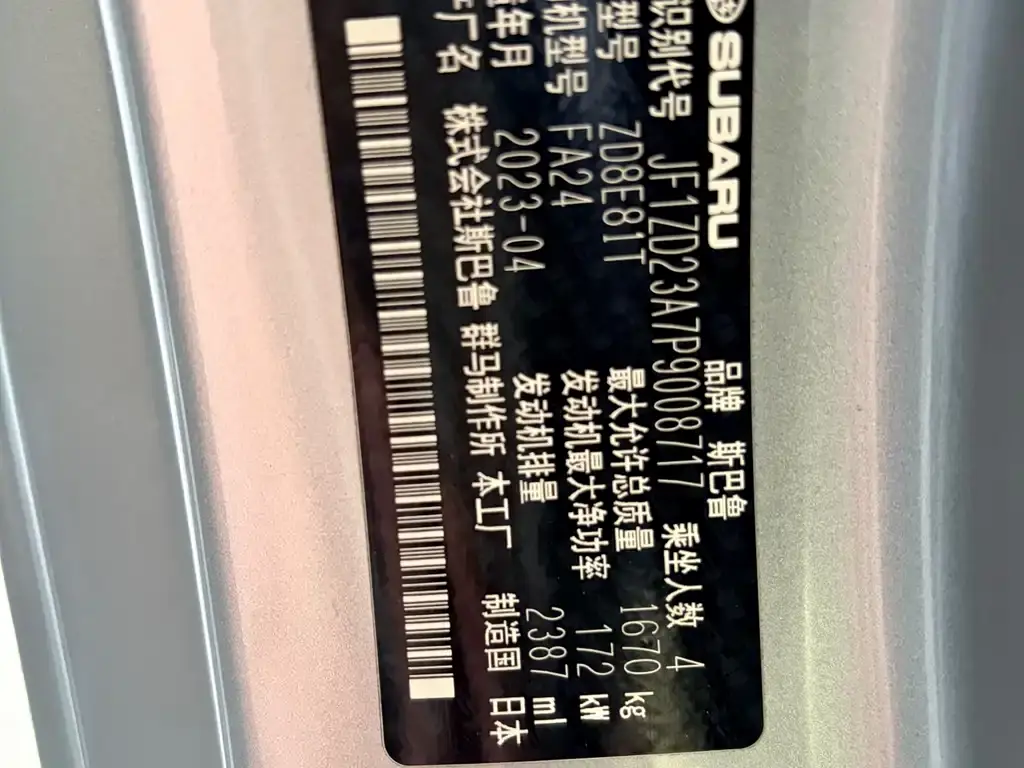 SUBARU 品牌 斯巴鲁
识别代号 JF1ZD23A7P9008717 乘坐人数 4
型号 ZD8E81T 最大允许总质量 1670 kg
机型号 FA24 发动机最大净功率 172 kW
年月 2023-04 发动机排量 2387 ml
厂名 株式会社斯巴鲁 群马制作所 本工厂 制造国 日本